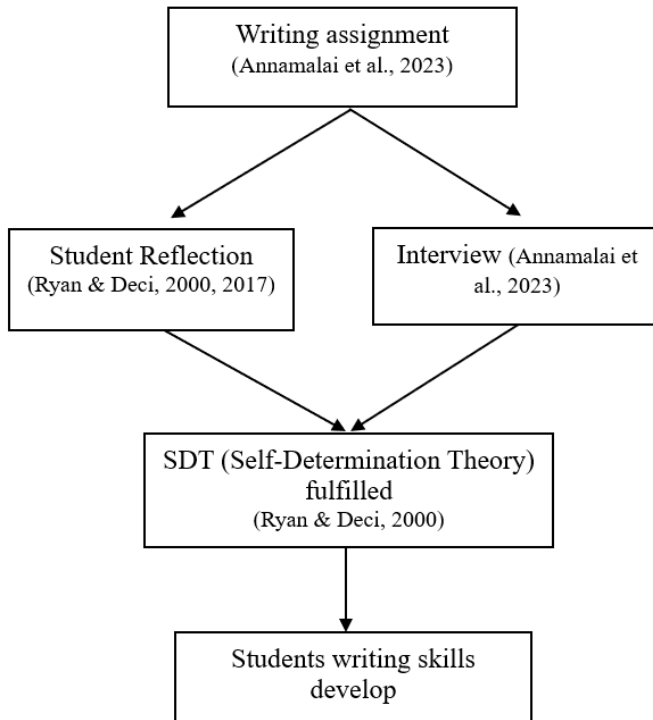 Writing assignment
(Annamalai et al., 2023)
Student Reflection
(Ryan & Deci, 2000, 2017)
Interview (Annamalai et
al., 2023)
SDT (Self-Determination Theory)
fulfilled
(Ryan & Deci, 2000)
Students writing skills
develop